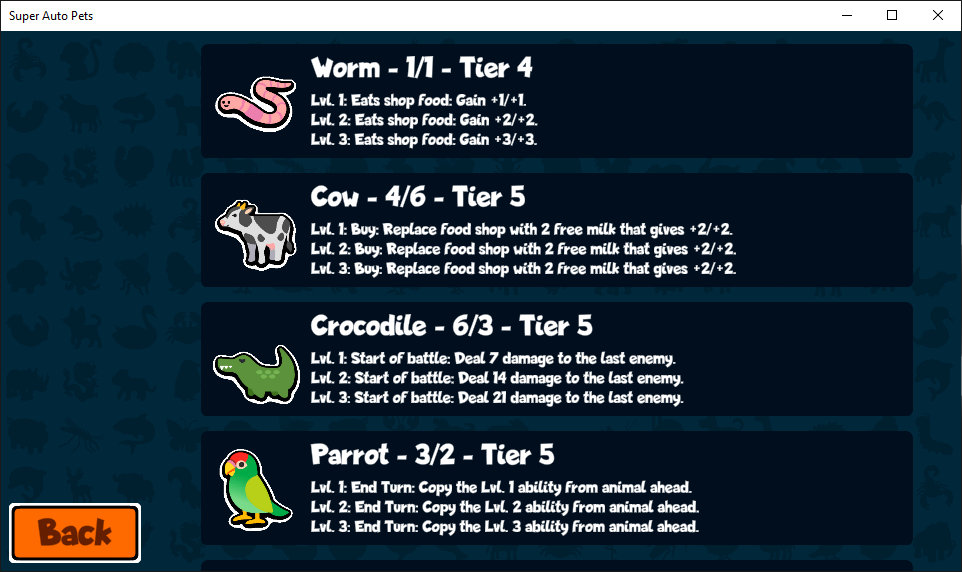 Super Auto Pets
Worm - 1/1 - Tier 4
Lvl. 1: Eats shop food: Gain +1/+1.
Lvl. 2: Eats shop food: Gain +2/+2.
Lvl. 3: Eats shop food: Gain +3/+3.
Cow - 4/6 - Tier 5
Lvl. 1: Buy: Replace food shop with 2 free milk that gives +2/+2.
Lvl. 2: Buy: Replace food shop with 2 free milk that gives +2/+2.
Lvl. 3: Buy: Replace food shop with 2 free milk that gives +2/+2.
Crocodile - 6/3 - Tier 5
Lvl. 1: Start of battle: Deal 7 damage to the last enemy.
Lvl. 2: Start of battle: Deal 14 damage to the last enemy.
Lvl. 3: Start of battle: Deal 21 damage to the last enemy.
Parrot - 3/2 - Tier 5
Lvl. 1: End Turn: Copy the Lvl. 1 ability from animal ahead.
Lvl. 2: End Turn: Copy the Lvl. 2 ability from animal ahead.
Lvl. 3: End Turn: Copy the Lvl. 3 ability from animal ahead.
Back